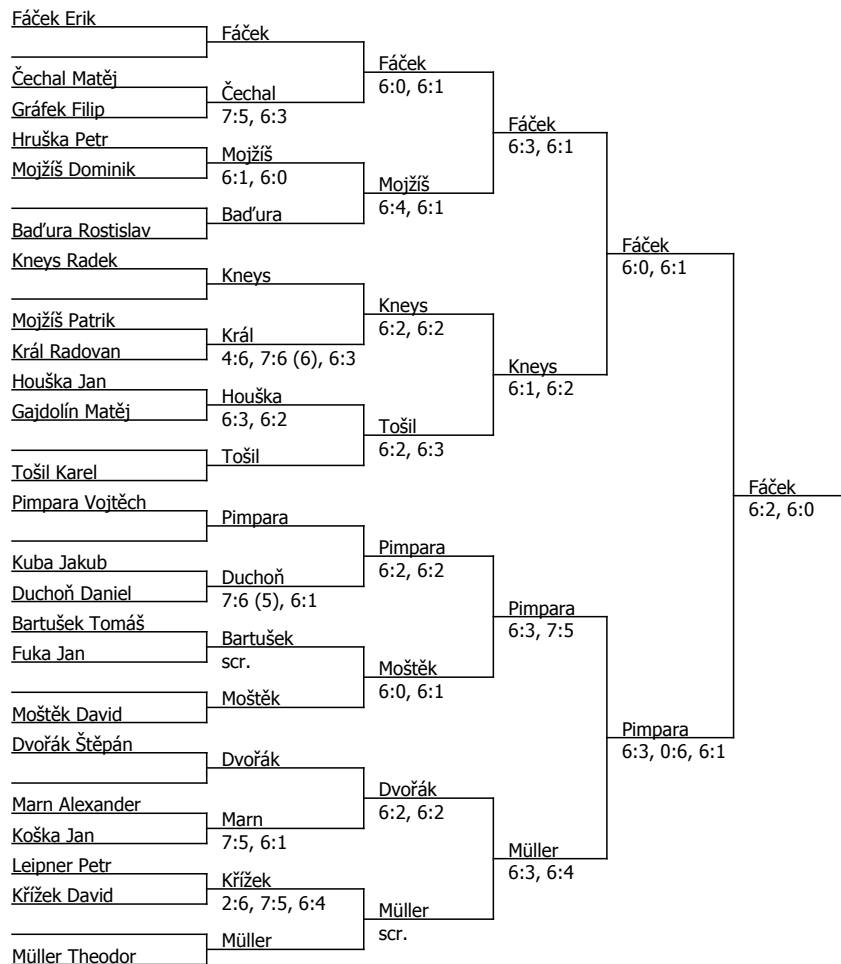 Fáček Erik
Fáček
Fáček
6:0, 6:1
Čechal Matěj
Čechal
7:5, 6:3
Gráfek Filip
Fáček
6:3, 6:1
Hruška Petr
Mojžíš
6:1, 6:0
Mojžíš Dominik
Mojžíš
6:4, 6:1
Baďura
Baďura Rostislav
Fáček
6:0, 6:1
Kneys Radek
Kneys
Kneys
6:2, 6:2
Mojžíš Patrik
Král
4:6, 7:6 (6), 6:3
Král Radovan
Kneys
6:1, 6:2
Houška Jan
Houška
6:3, 6:2
Gajdolín Matěj
Tošil
6:2, 6:3
Tošil
Tošil Karel
Fáček
6:2, 6:0
Pimpara Vojtěch
Pimpara
Pimpara
6:2, 6:2
Kuba Jakub
Duchoň
7:6 (5), 6:1
Duchoň Daniel
Pimpara
6:3, 7:5
Bartušek Tomáš
Bartušek
scr.
Fuka Jan
Moštěk
6:0, 6:1
Moštěk
Moštěk David
Pimpara
6:3, 0:6, 6:1
Dvořák Štěpán
Dvořák
Dvořák
6:2, 6:2
Marn Alexander
Marn
7:5, 6:1
Koška Jan
Müller
6:3, 6:4
Leipner Petr
Křížek
2:6, 7:5, 6:4
Křížek David
Müller
scr.
Müller
Müller Theodor